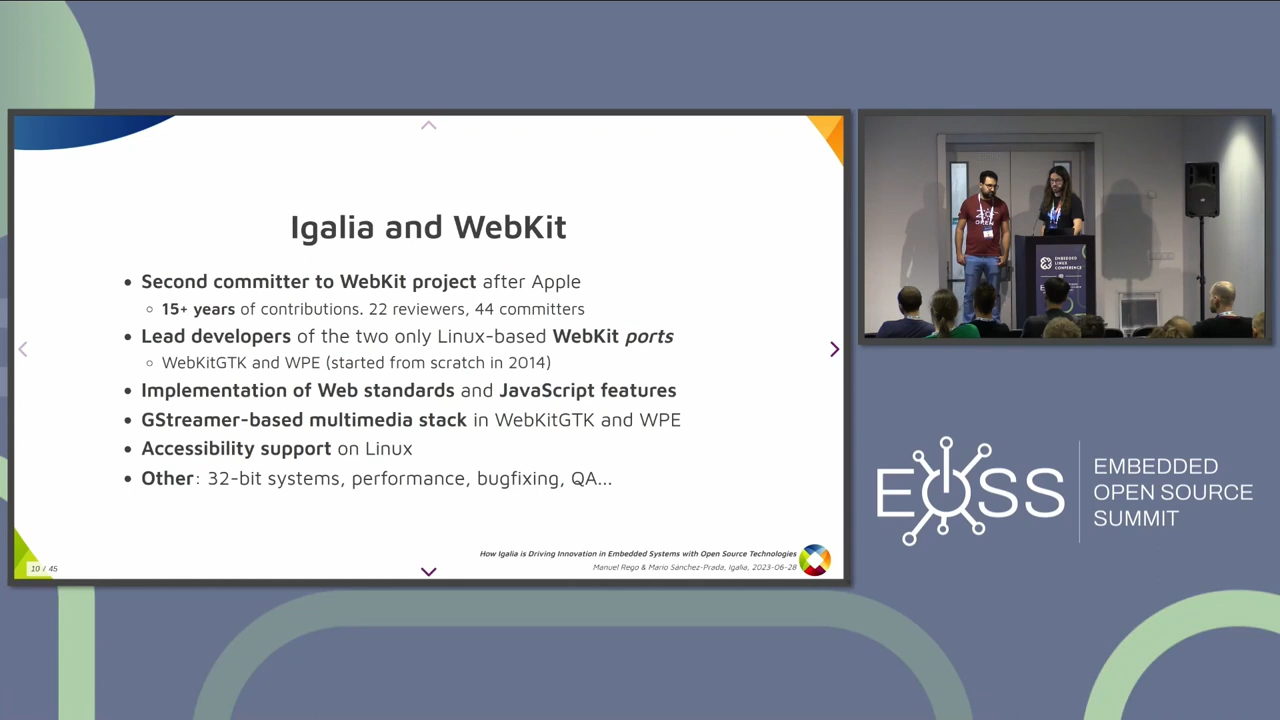 Igalia and WebKit
Second committer to WebKit project after Apple
15+ years of contributions. 22 reviewers, 44 committers
Lead developers of the two only Linux-based WebKit ports
WebKitGTK and WPE (started from scratch in 2014)
Implementation of Web standards and JavaScript features
GStreamer-based multimedia stack in WebKitGTK and WPE
Accessibility support on Linux
Other: 32-bit systems, performance, bugfixing, QA...
How Igalia is Driving Innovation in Embedded Systems with Open Source Technologies
Manuel Rego & Mario Sánchez-Prada, Igalia, 2023-06-28
10 / 45
EMBEDDED
LINUX
CONFERENCE
EOSS
EMBEDDED
OPEN SOURCE
SUMMIT